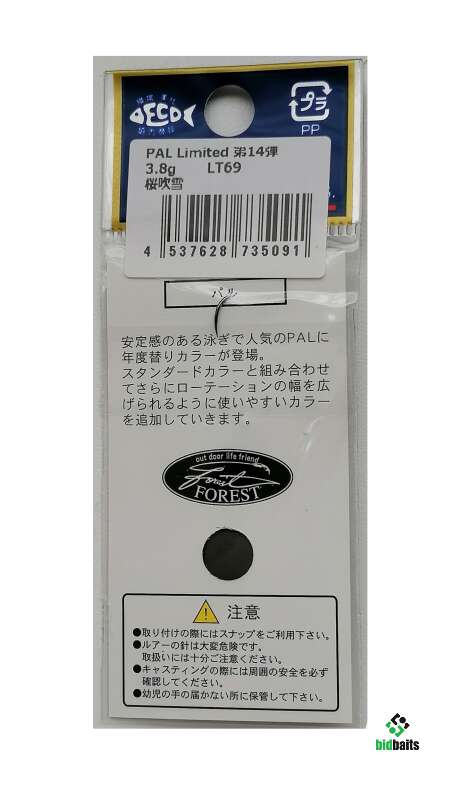 ECO
プラ
PP
PAL Limited 第14弾
3.8g LT69
桜吹雪
4 537628 735091
パル
安定感のある泳ぎで人気のPALに
年度替りカラーが登場。
スタンダードカラーと組み合わせ
てさらにローテーションの幅を広
げられるように使いやすいカラー
を追加していきます。
out door life friend
Forest
FOREST
注意
●取り付けの際にはスナップをご利用下さい。
●ルアーの針は大変危険です。
取扱いには十分ご注意ください。
●キャスティングの際には周囲の安全を必ず
確認してください。
●幼児の手の届かない所に保管して下さい。
bidbaits